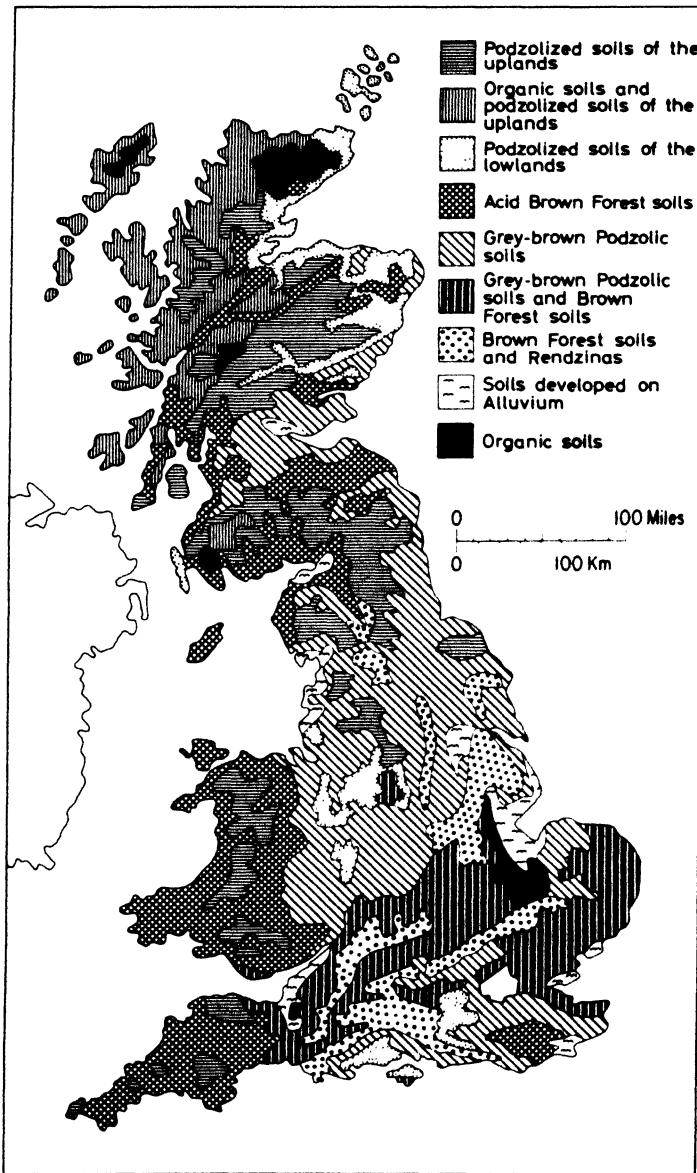 Podzolized soils of the
uplands
Organic soils and
podzolized soils of the
uplands
Podzolized soils of the
lowlands
Acid Brown Forest soils
Grey-brown Podzolic
soils
Grey-brown Podzolic
soils and Brown
Forest soils
Brown Forest soils
and Rendzinas
Soils developed on
Alluvium
Organic soils
0 100 Miles
0 100 Km